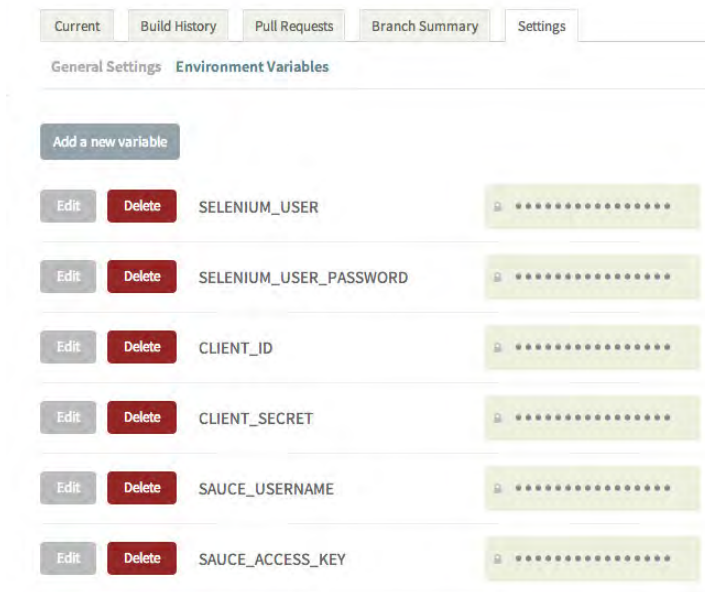 Current Build History Pull Requests Branch Summary Settings
General Settings Environment Variables
Add a new variable
Edit Delete SELENIUM_USER ••••••••••••••••
Edit Delete SELENIUM_USER_PASSWORD ••••••••••••••••
Edit Delete CLIENT_ID ••••••••••••••••
Edit Delete CLIENT_SECRET ••••••••••••••••
Edit Delete SAUCE_USERNAME ••••••••••••••••
Edit Delete SAUCE_ACCESS_KEY ••••••••••••••••